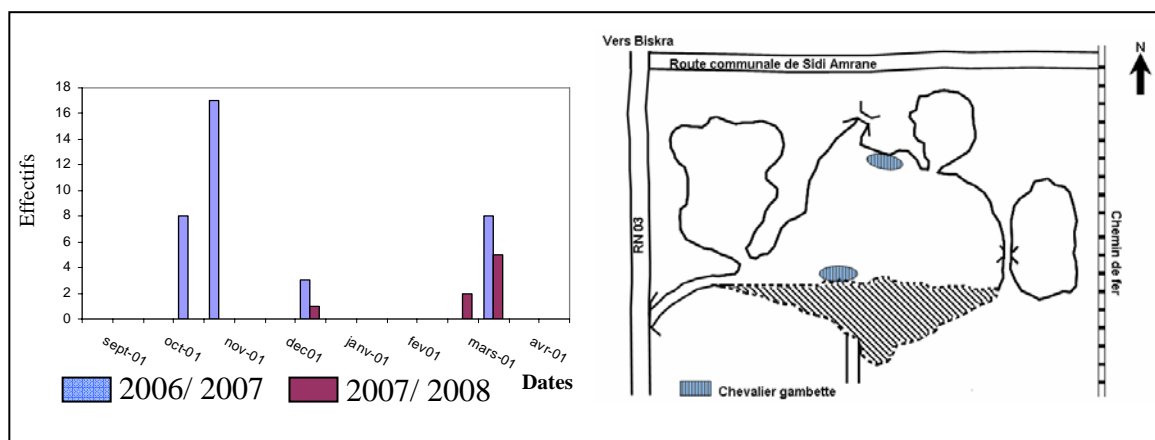 18
16
14
12
10
8
6
4
2
0
Effectifs
sept-01
oct-01
nov-01
dec01
janv-01
fev01
mars-01
avr-01
Dates
2006/ 2007
2007/ 2008
Vers Biskra
Route communale de Sidi Amrane
N
RN 03
Chemin de fer
Chevalier gambette